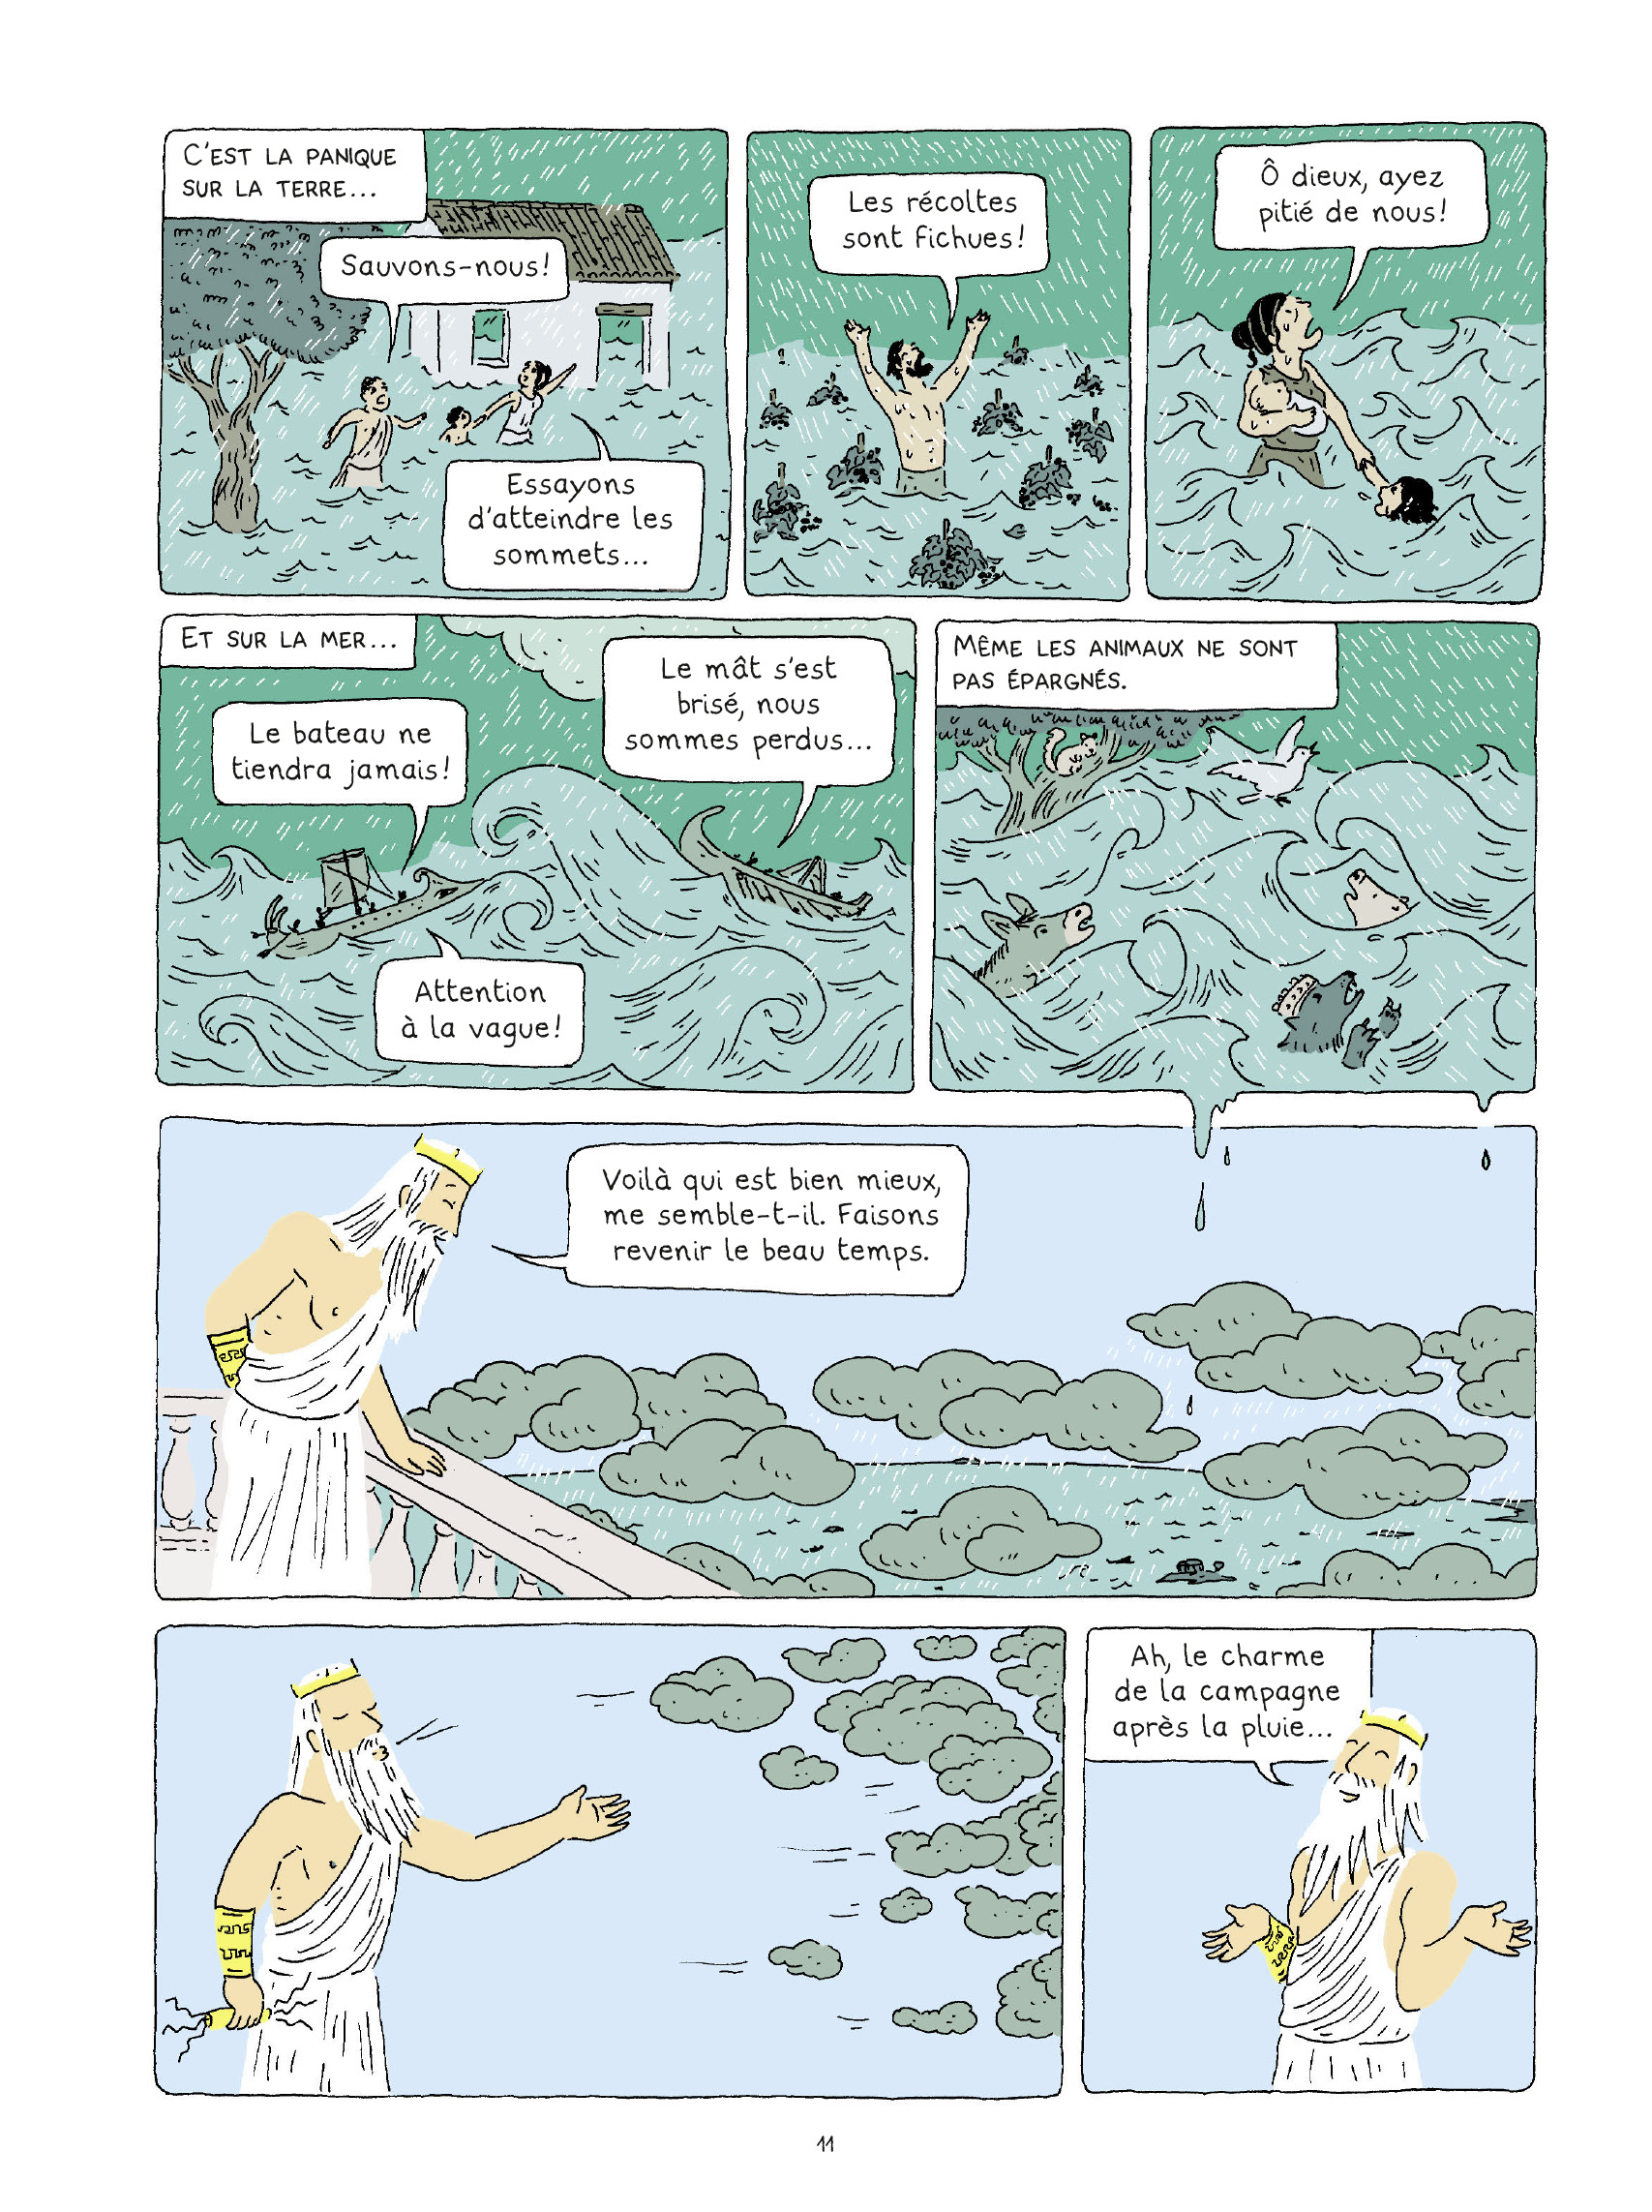 C'EST LA PANIQUE
SUR LA TERRE...
Sauvons-nous!
Essayons
d'atteindre les
sommets...
Les récoltes
sont fichues!
Ô dieux, ayez
pitié de nous!
ET SUR LA MER...
Le bateau ne
tiendra jamais!
Le mât s'est
brisé, nous
sommes perdus...
Attention
à la vague!
MÊME LES ANIMAUX NE SONT
PAS ÉPARGNÉS.
Voilà qui est bien mieux,
me semble-t-il. Faisons
revenir le beau temps.
Ah, le charme
de la campagne
après la pluie...
11